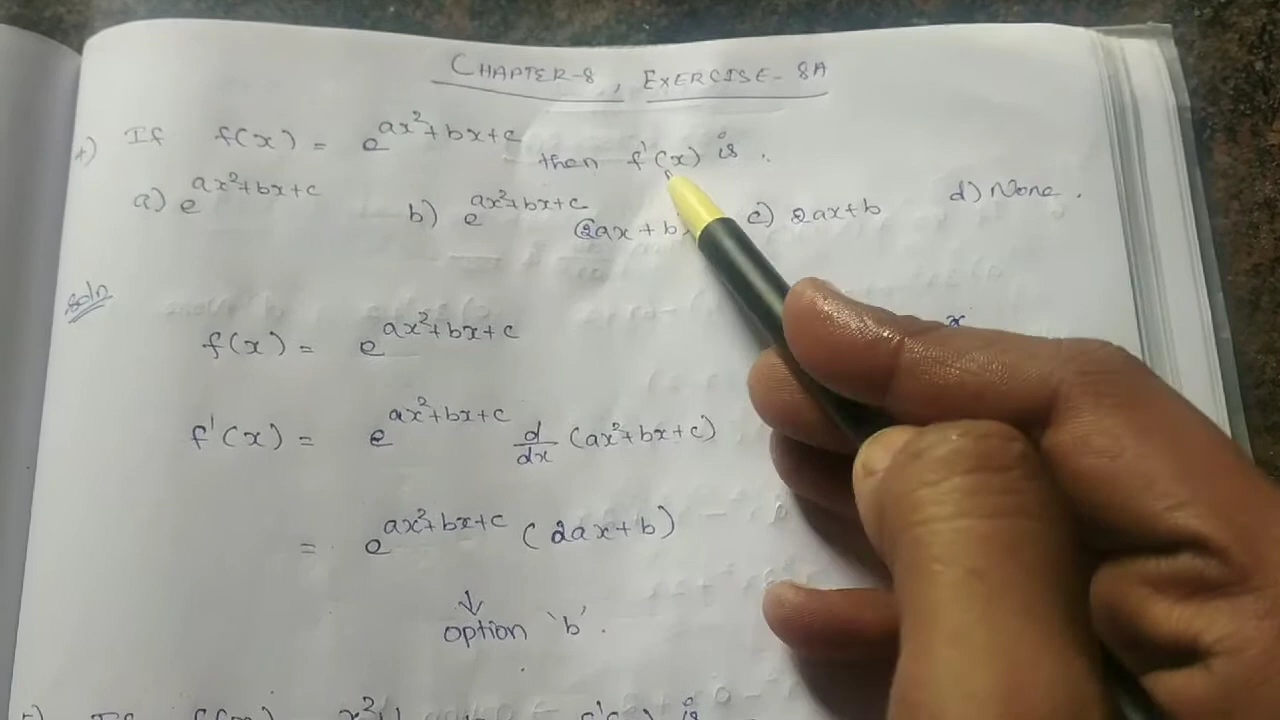 CHAPTER-8, EXERCISE-8A
4) If f(x) = e^ax²+bx+c then f'(x) is .
a) e^ax²+bx+c b) e^ax²+bx+c (2ax+b) c) 2ax+b d) None.
Soln
f(x) = e^ax²+bx+c
x
f'(x) = e^ax²+bx+c d/dx (ax²+bx+c)
= e^ax²+bx+c (2ax+b)
↓
option 'b'.